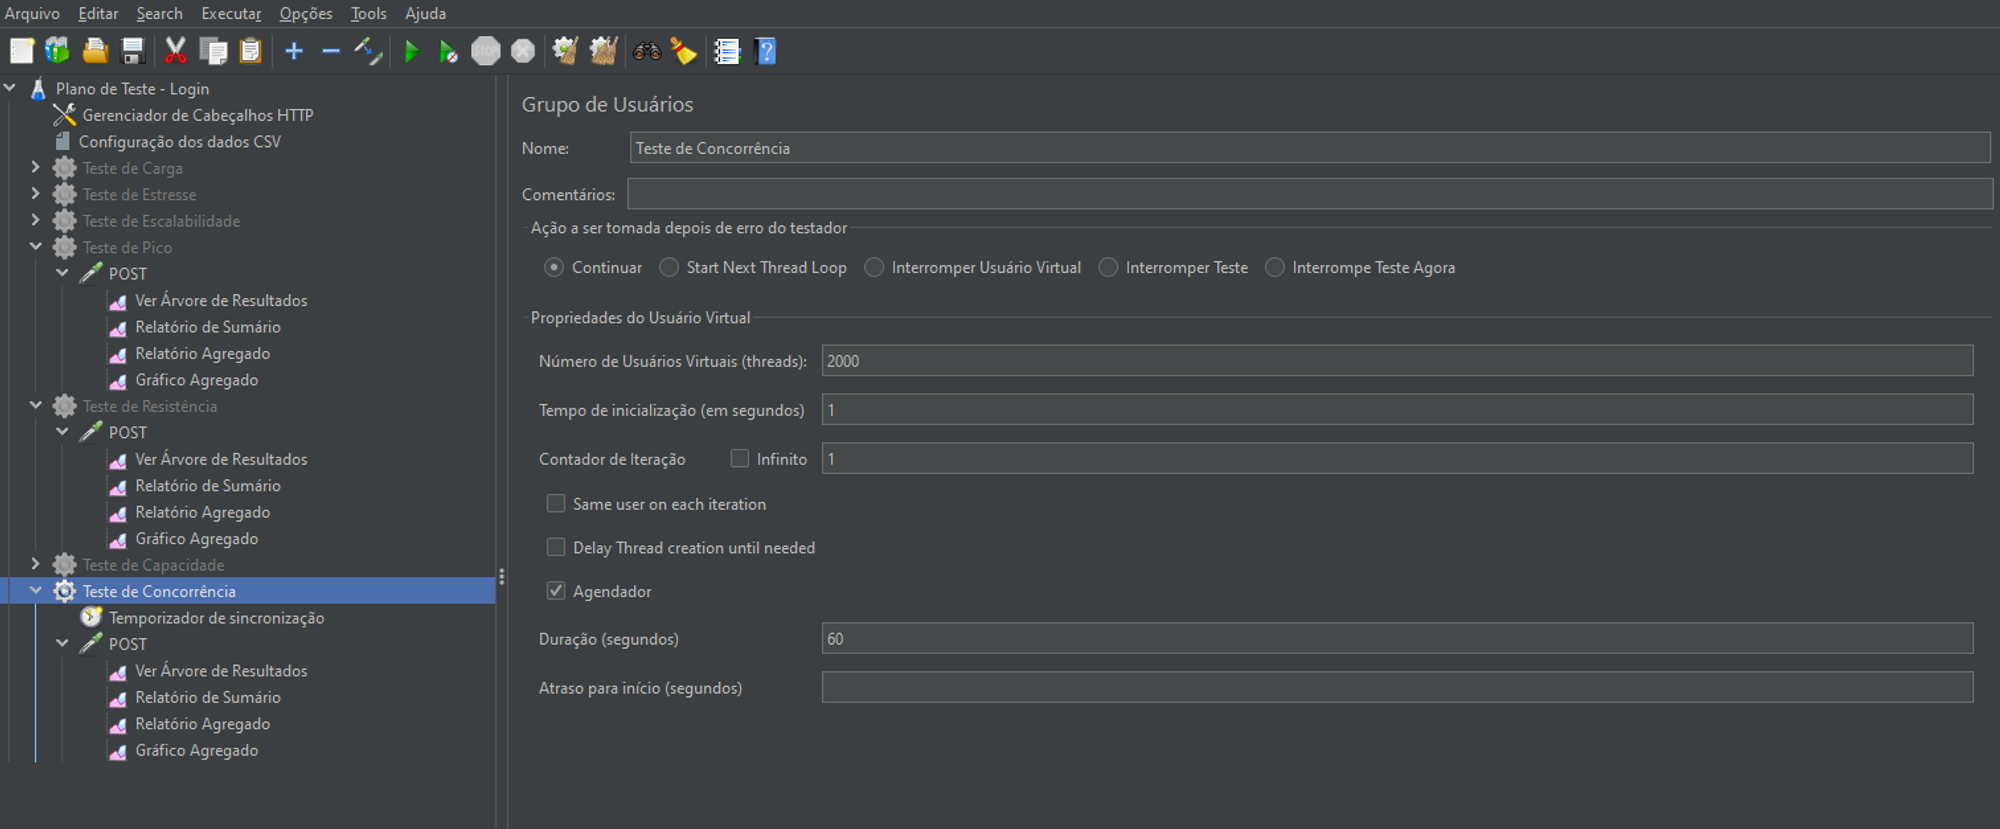 Arquivo Editar Search Executar Opções Tools Ajuda
STOP
Plano de Teste - Login
Gerenciador de Cabeçalhos HTTP
Configuração dos dados CSV
Teste de Carga
Teste de Estresse
Teste de Escalabilidade
Teste de Pico
POST
Ver Árvore de Resultados
Relatório de Sumário
Relatório Agregado
Gráfico Agregado
Teste de Resistência
POST
Ver Árvore de Resultados
Relatório de Sumário
Relatório Agregado
Gráfico Agregado
Teste de Capacidade
Teste de Concorrência
Temporizador de sincronização
POST
Ver Árvore de Resultados
Relatório de Sumário
Relatório Agregado
Gráfico Agregado
Grupo de Usuários
Nome: Teste de Concorrência
Comentários:
Ação a ser tomada depois de erro do testador
Continuar Start Next Thread Loop Interromper Usuário Virtual Interromper Teste Interrompe Teste Agora
Propriedades do Usuário Virtual
Número de Usuários Virtuais (threads): 2000
Tempo de inicialização (em segundos) 1
Contador de Iteração Infinito 1
Same user on each iteration
Delay Thread creation until needed
Agendador
Duração (segundos) 60
Atraso para início (segundos)